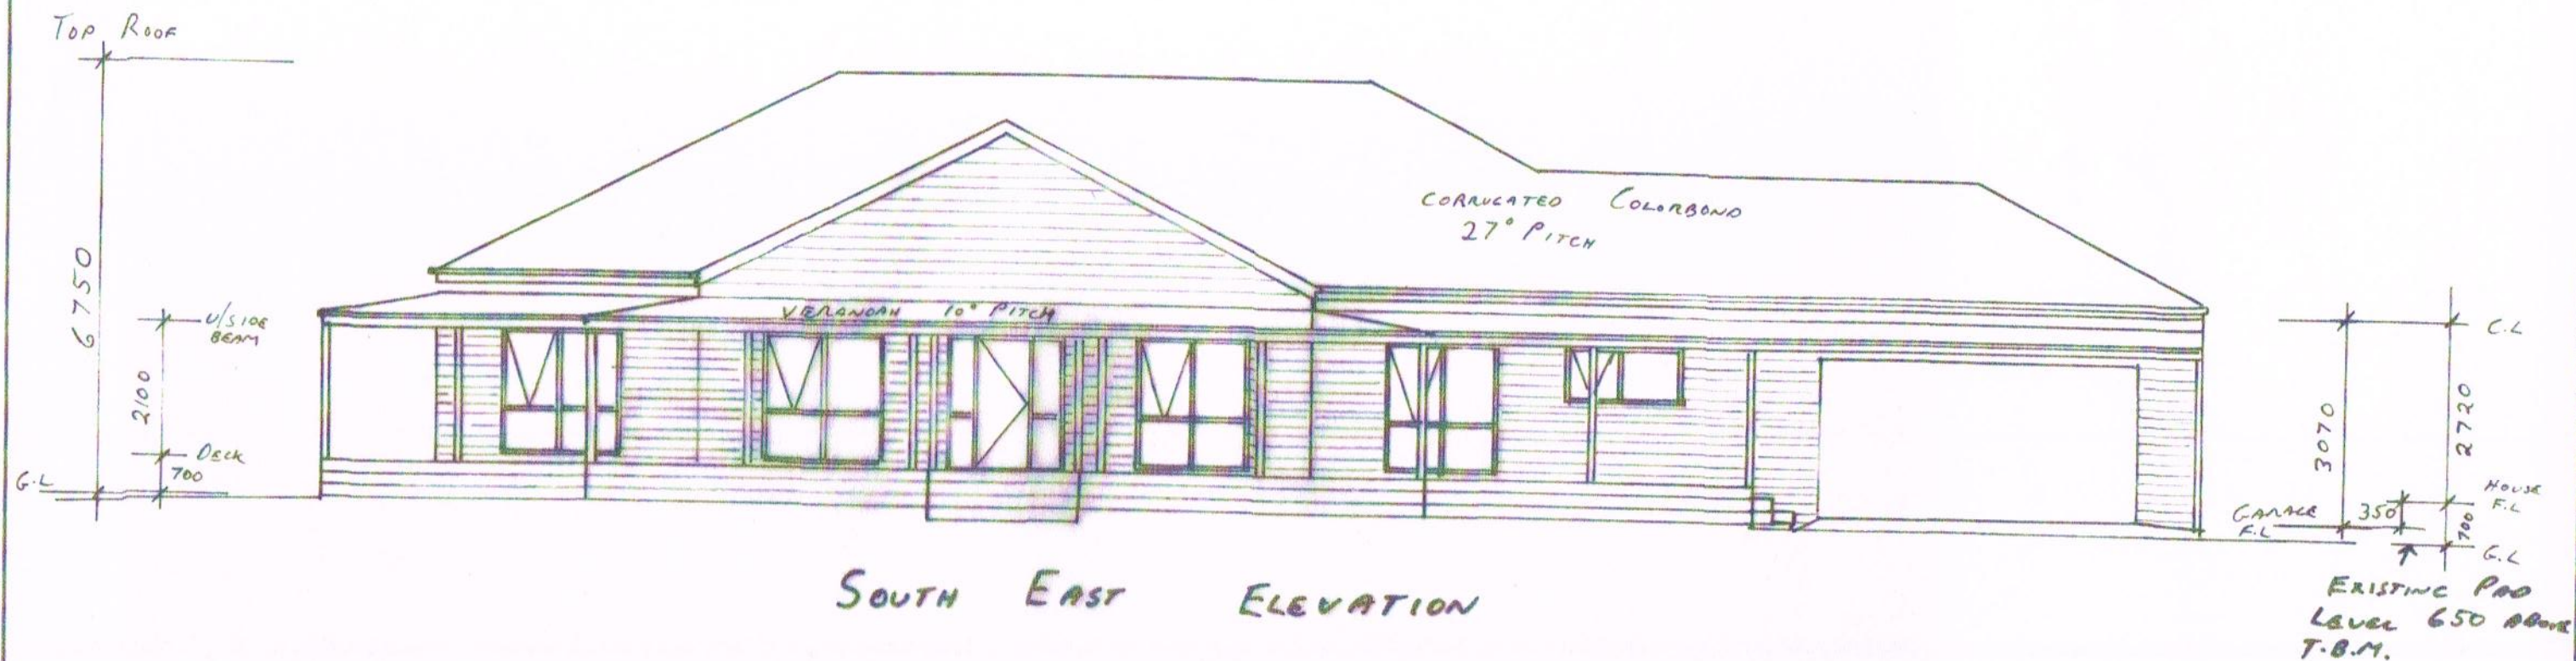 TOP ROOF
6750
U/SIDE
BEAM
2100
DECK
700
G.L
CORRUGATED COLORBOND
27° PITCH
VERANDAH 10° PITCH
C.L
3070
2720
HOUSE
F.L
GARAGE
F.L
350
700
G.L
EXISTING PAD
LEVEL 650 ABOVE
T.B.M.
SOUTH EAST ELEVATION